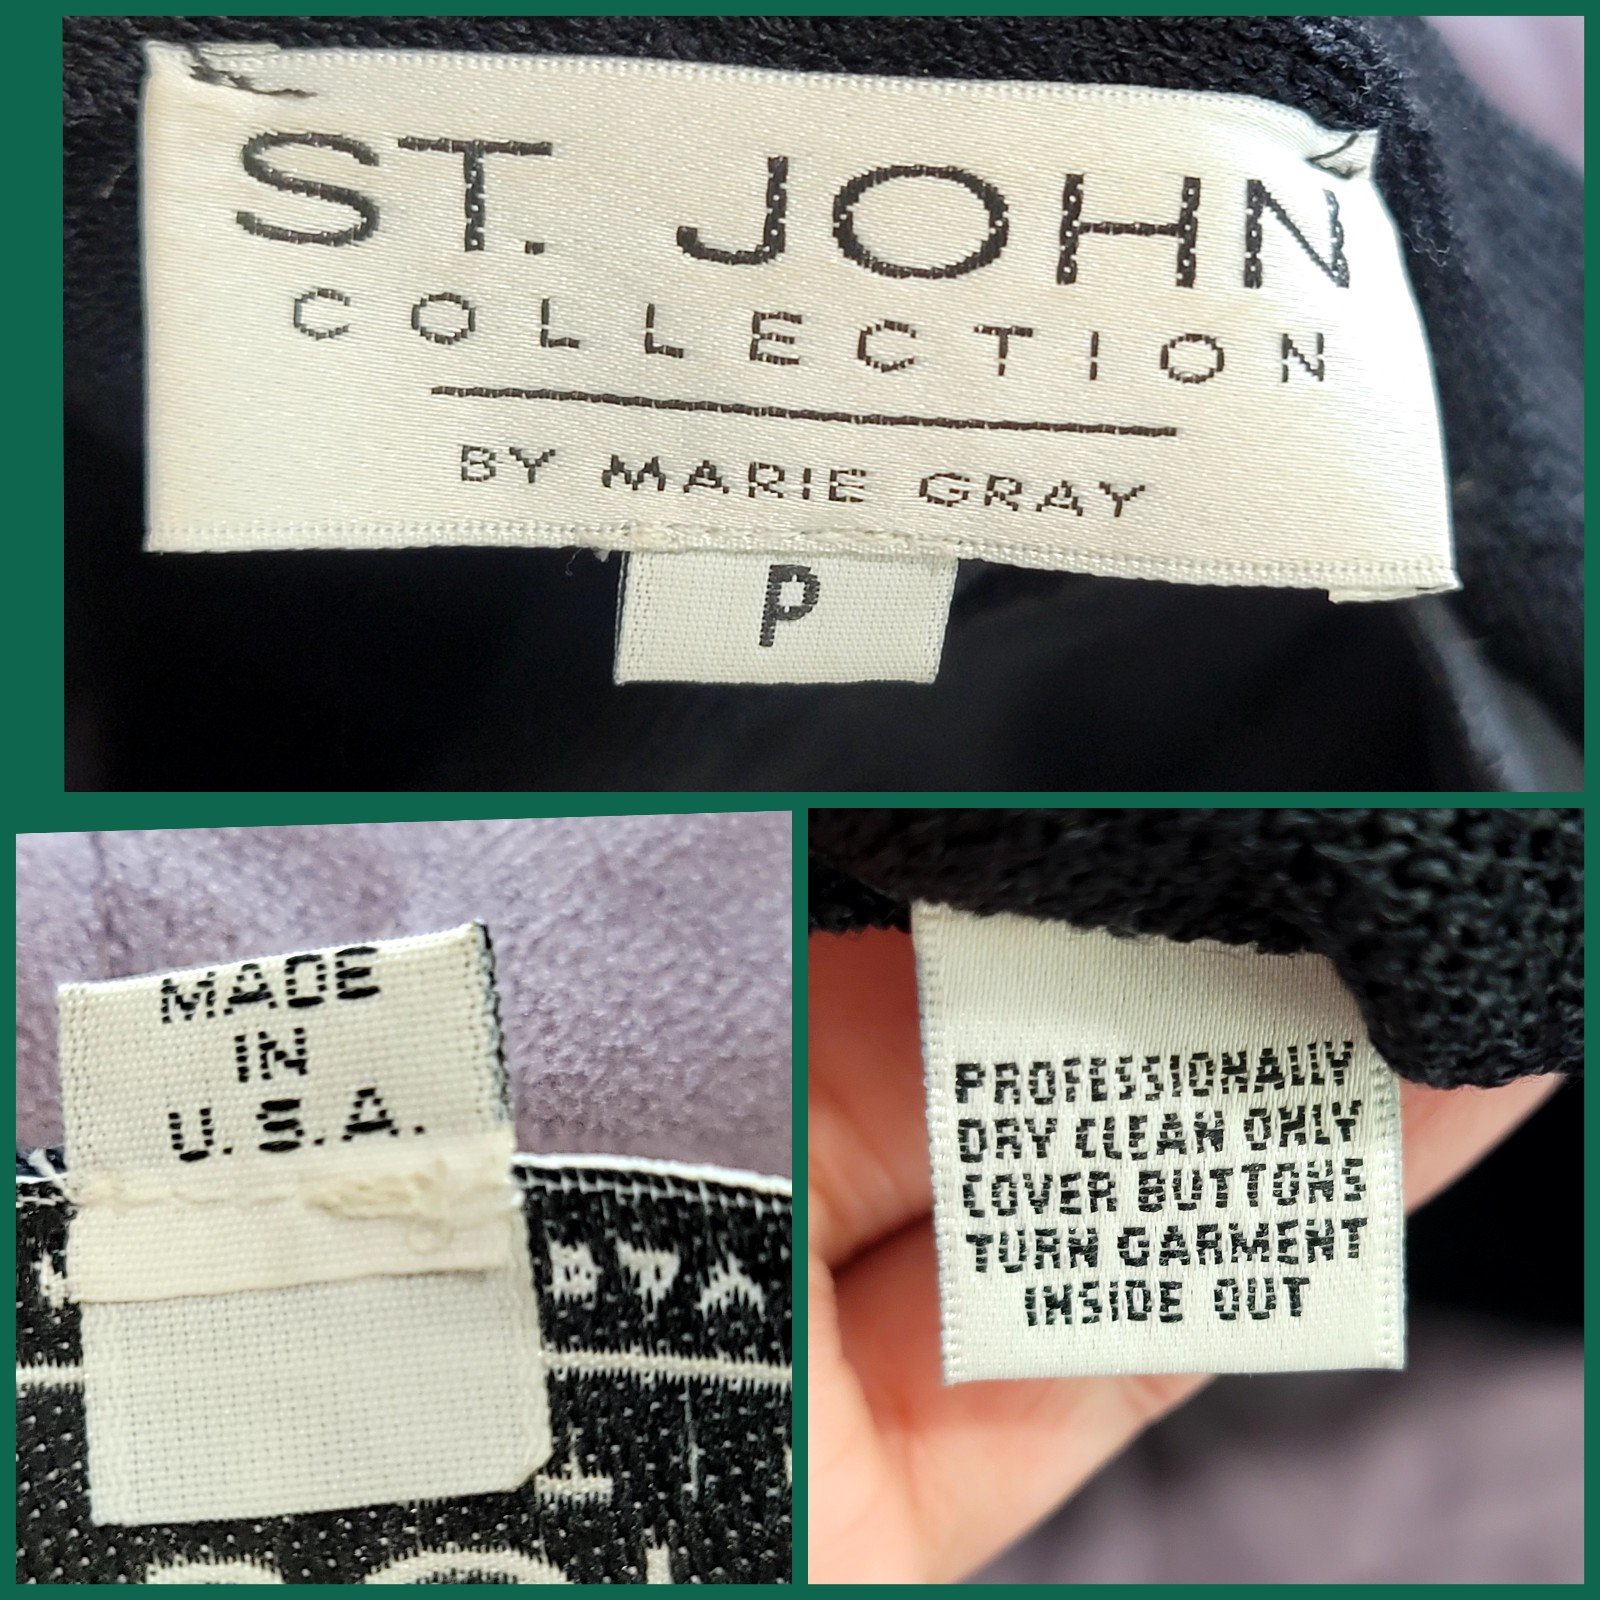 ST. JOHN
COLLECTION
BY MARIE GRAY
P
MADE
IN
U.S.A.
PROFESSIONALLY
DRY CLEAN ONLY
COVER BUTTONS
TURN GARMENT
INSIDE OUT